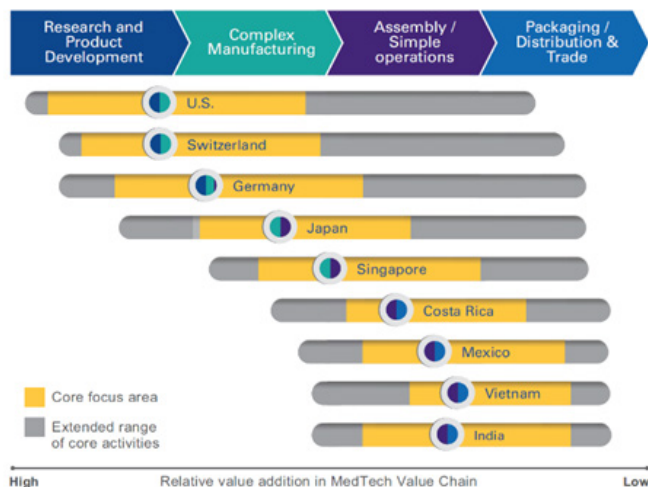 Research and
Product
Development
Complex
Manufacturing
Assembly /
Simple
operations
Packaging /
Distribution &
Trade
U.S.
Switzerland
Germany
Japan
Singapore
Costa Rica
Mexico
Vietnam
India
Core focus area
Extended range
of core activities
High
Relative value addition in MedTech Value Chain
Low